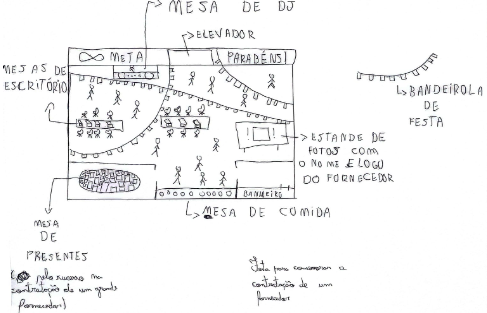 MESA DE DJ
ELEVADOR
∞ META
PARABÉNS!
MESAS DE
ESCRITÓRIO
BANDEIROLA
DE
FESTA
ESTANDE DE
FOTOS COM
O NOME E LOGO
DO FORNECEDOR
BANHEIRO
MESA DE COMIDA
MESA
DE
PRESENTES
pelo sucesso na
contratação de um grande
fornecedor)
Festa para comemorar a
contratação de um
fornecedor